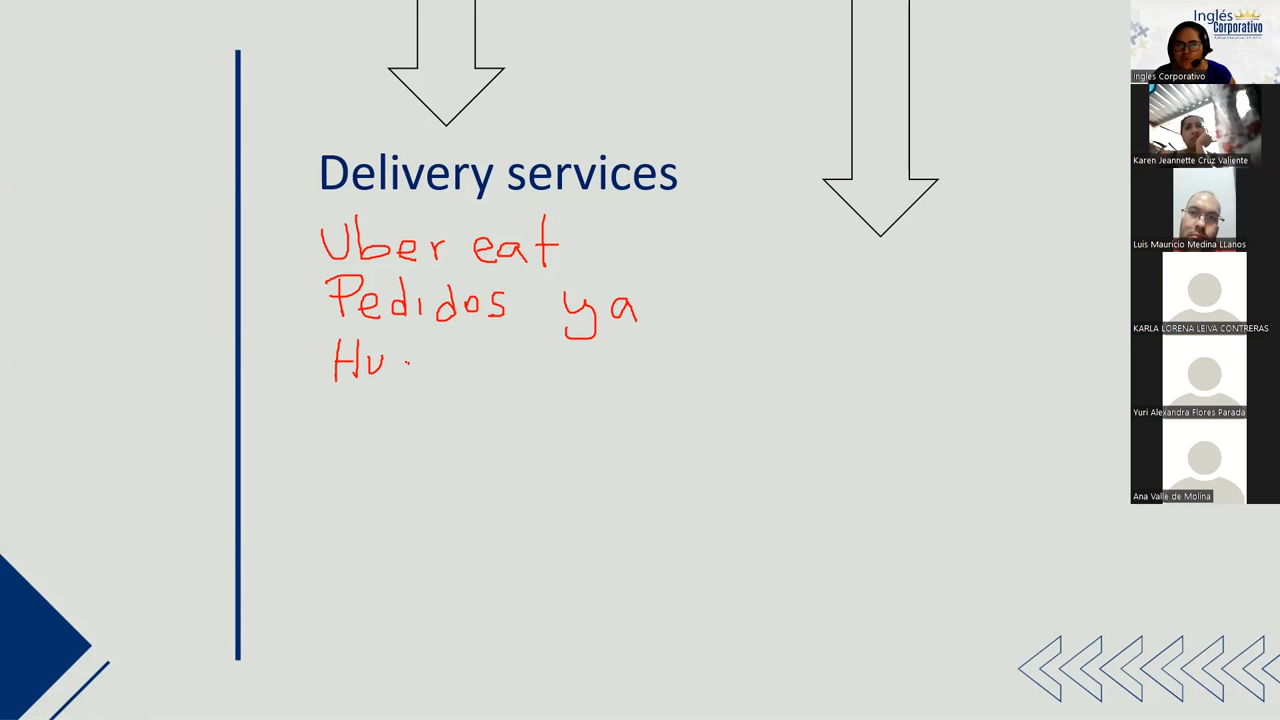 Delivery services
Uber eat
Pedidos ya
Hu
Inglés
Corporativo
Ingles Corporativo
Karen Jeannette Cruz Valiente
Luis Mauricio Medina LLanos
KARLA LORENA LEIVA CONTRERAS
Yuri Alexandra Flores Parada
Ana Valle de Molina